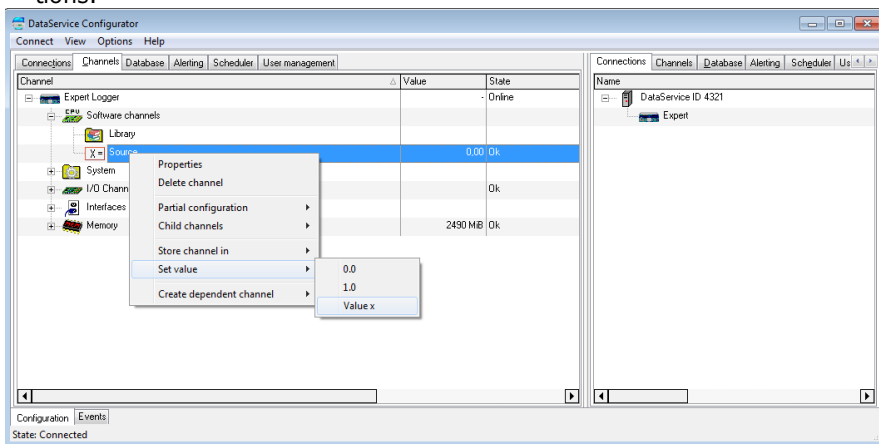 tions.
DataService Configurator
Connect View Options Help
Connections Channels Database Alerting Scheduler User management
Channel Value State
Expert Logger - Online
Software channels
Library
Source 0,00 Ok
System
I/O Chann Ok
Interfaces
Memory 2490 MiB Ok
Properties
Delete channel
Partial configuration
Child channels
Store channel in
Set value
Create dependent channel
0.0
1.0
Value x
Connections Channels Database Alerting Scheduler Us
Name
DataService ID 4321
Expert
Configuration Events
State: Connected